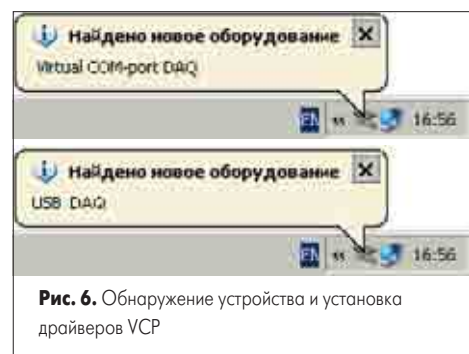 Найдено новое оборудование
Virtual COM-port DAQ
EN « 16:56
Найдено новое оборудование
USB DAQ
EN « 16:56
Рис. 6. Обнаружение устройства и установка
драйверов VCP